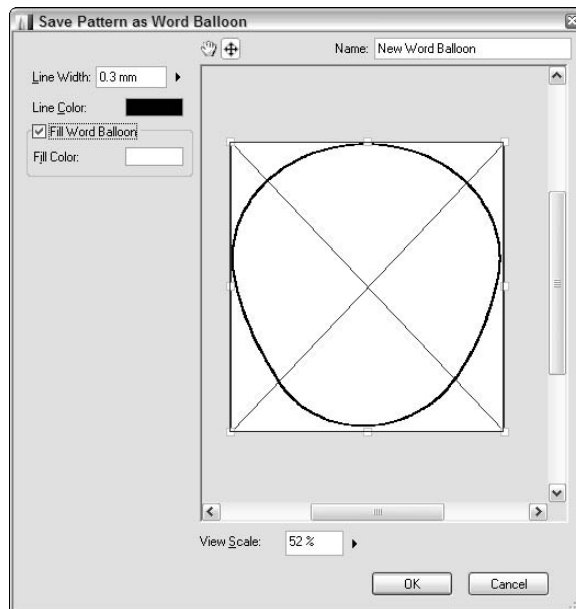 Save Pattern as Word Balloon
Name: New Word Balloon
Line Width: 0.3 mm
Line Color:
Fill Word Balloon
Fill Color:
View Scale: 52 %
OK Cancel